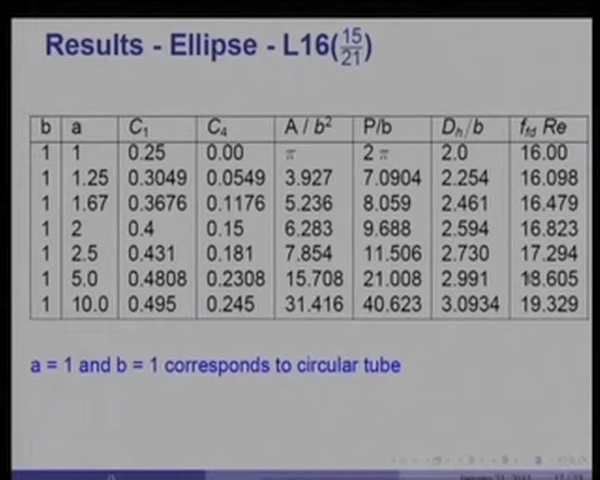 Results - Ellipse - L16(15/21)
b a C1 C4 A / b² P/b Dh/b ffd Re
1 1 0.25 0.00 π 2 π 2.0 16.00
1 1.25 0.3049 0.0549 3.927 7.0904 2.254 16.098
1 1.67 0.3676 0.1176 5.236 8.059 2.461 16.479
1 2 0.4 0.15 6.283 9.688 2.594 16.823
1 2.5 0.431 0.181 7.854 11.506 2.730 17.294
1 5.0 0.4808 0.2308 15.708 21.008 2.991 18.605
1 10.0 0.495 0.245 31.416 40.623 3.0934 19.329
a = 1 and b = 1 corresponds to circular tube